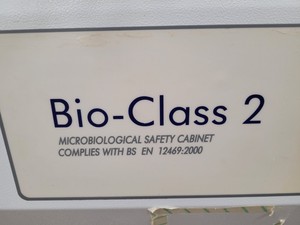 Bio-Class 2
MICROBIOLOGICAL SAFETY CABINET
COMPLIES WITH BS EN 12469:2000